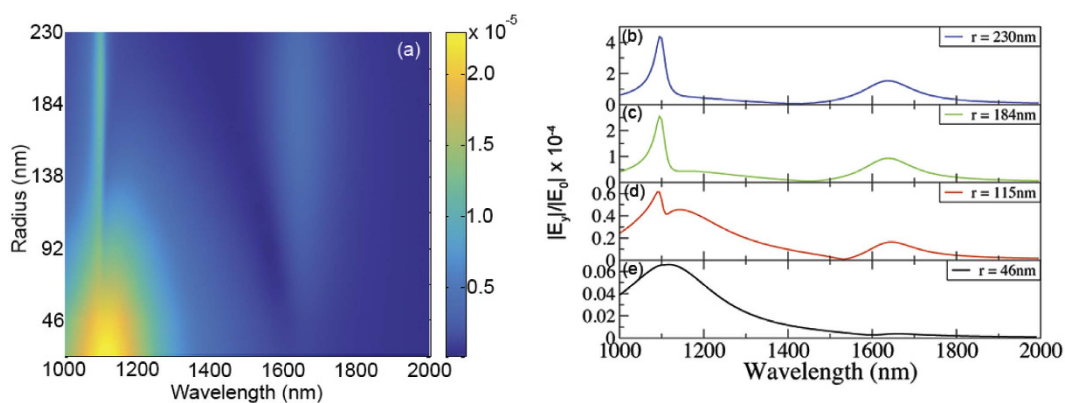 (a)
x 10^-5
230
184
138
92
46
Radius (nm)
1000 1200 1400 1600 1800 2000
Wavelength (nm)
2.0
1.5
1.0
0.5
(b)
r = 230nm
4
2
0
(c)
r = 184nm
2
1
0
(d)
r = 115nm
0.6
0.4
0.2
0
(e)
r = 46nm
0.06
0.04
0.02
0.00
|E_y|/|E_0| x 10^-4
1000 1200 1400 1600 1800 2000
Wavelength (nm)